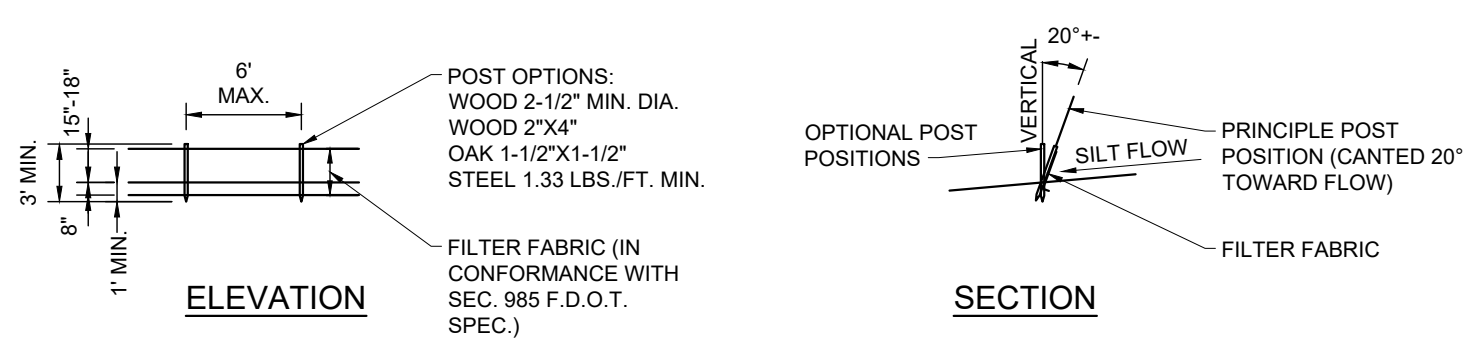 3' MIN.
15"-18"
8"
1' MIN.
6'
MAX.
POST OPTIONS:
WOOD 2-1/2" MIN. DIA.
WOOD 2"X4"
OAK 1-1/2"X1-1/2"
STEEL 1.33 LBS./FT. MIN.
FILTER FABRIC (IN
CONFORMANCE WITH
SEC. 985 F.D.O.T.
SPEC.)
ELEVATION
20°+-
VERTICAL
OPTIONAL POST
POSITIONS
SILT FLOW
PRINCIPLE POST
POSITION (CANTED 20°
TOWARD FLOW)
FILTER FABRIC
SECTION